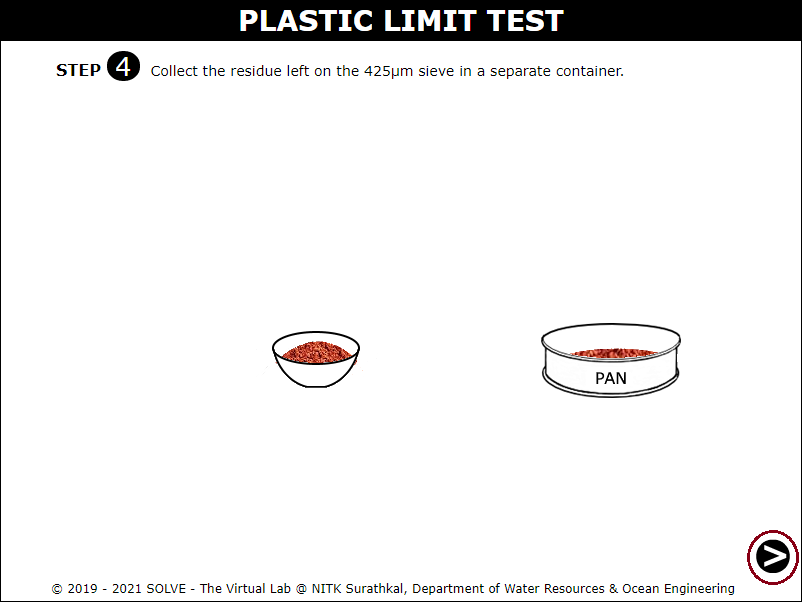 PLASTIC LIMIT TEST
STEP 4 Collect the residue left on the 425μm sieve in a separate container.
PAN
>
© 2019 - 2021 SOLVE - The Virtual Lab @ NITK Surathkal, Department of Water Resources & Ocean Engineering